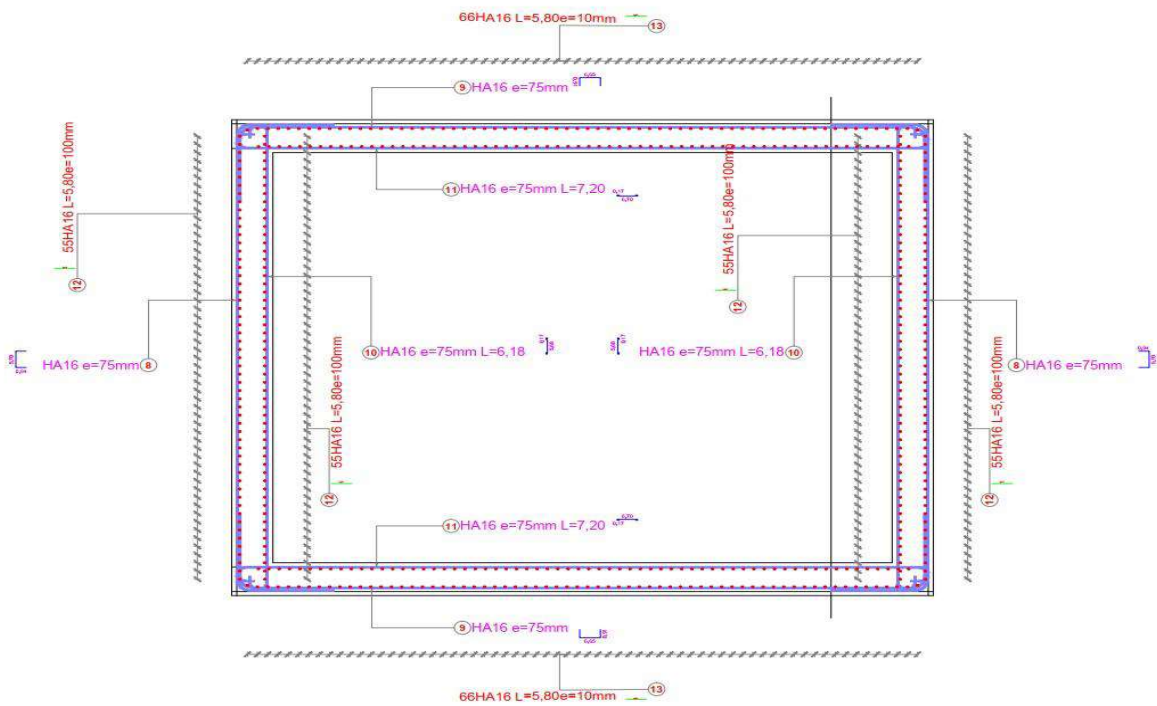 66HA16 L=5,80e=10mm
13
9 HA16 e=75mm
55HA16 L=5,80e=100mm
12
11 HA16 e=75mm L=7,20
55HA16 L=5,80e=100mm
12
10 HA16 e=75mm L=6,18
HA16 e=75mm L=6,18 10
HA16 e=75mm 8
8 HA16 e=75mm
55HA16 L=5,80e=100mm
12
55HA16 L=5,80e=100mm
12
11 HA16 e=75mm L=7,20
9 HA16 e=75mm
66HA16 L=5,80e=10mm
13